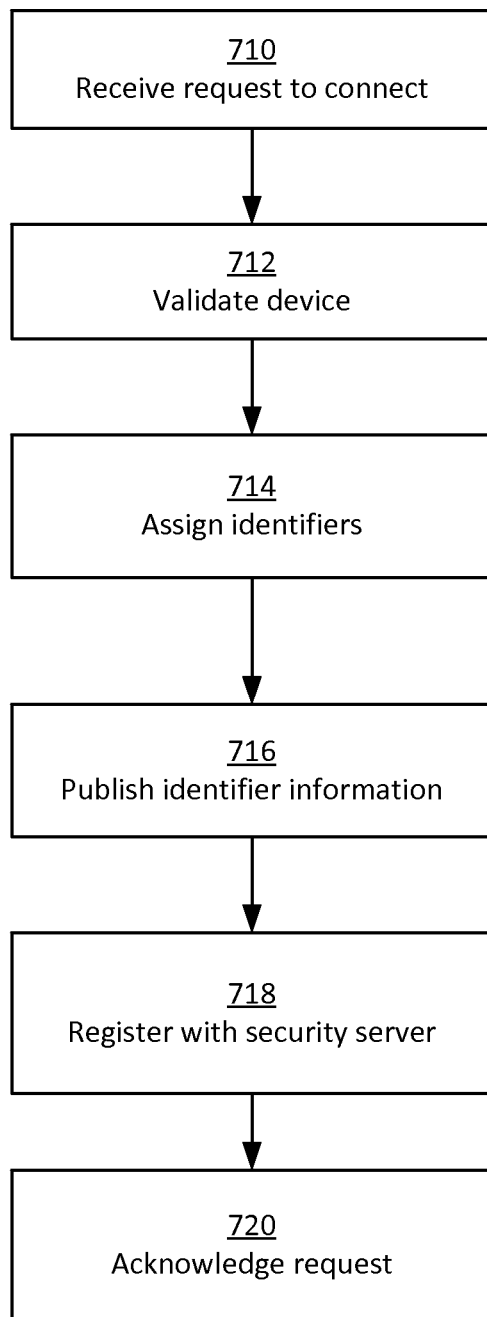 710
Receive request to connect
712
Validate device
714
Assign identifiers
716
Publish identifier information
718
Register with security server
720
Acknowledge request